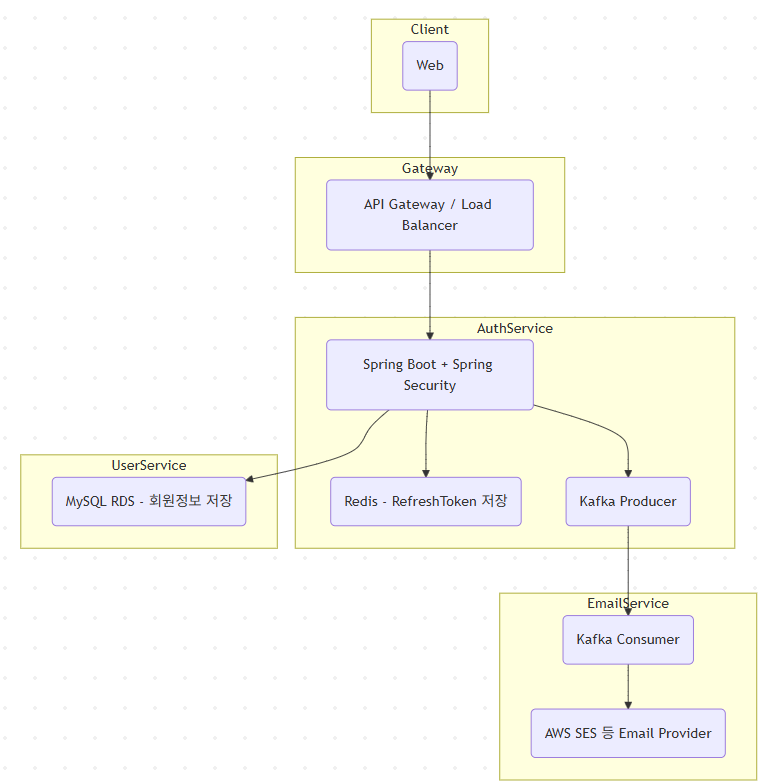 Client
Web
Gateway
API Gateway / Load
Balancer
AuthService
Spring Boot + Spring
Security
UserService
MySQL RDS - 회원정보 저장
Redis - RefreshToken 저장
Kafka Producer
EmailService
Kafka Consumer
AWS SES 등 Email Provider